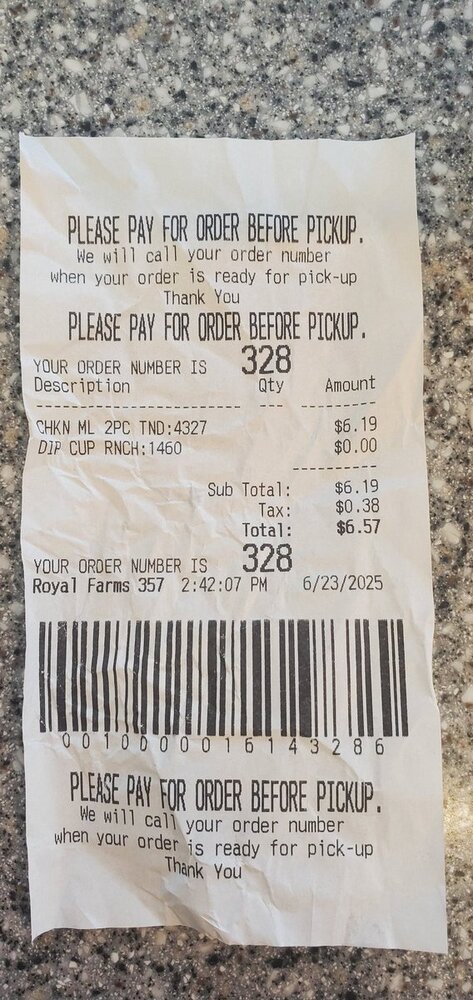 PLEASE PAY FOR ORDER BEFORE PICKUP.
We will call your order number
when your order is ready for pick-up
Thank You
PLEASE PAY FOR ORDER BEFORE PICKUP.
YOUR ORDER NUMBER IS 328
Description Qty Amount
CHKN ML 2PC TND:4327 $6.19
DIP CUP RNCH:1460 $0.00
Sub Total: $6.19
Tax: $0.38
Total: $6.57
YOUR ORDER NUMBER IS 328
Royal Farms 357 2:42:07 PM 6/23/2025
0010000016143286
PLEASE PAY FOR ORDER BEFORE PICKUP.
We will call your order number
when your order is ready for pick-up
Thank You